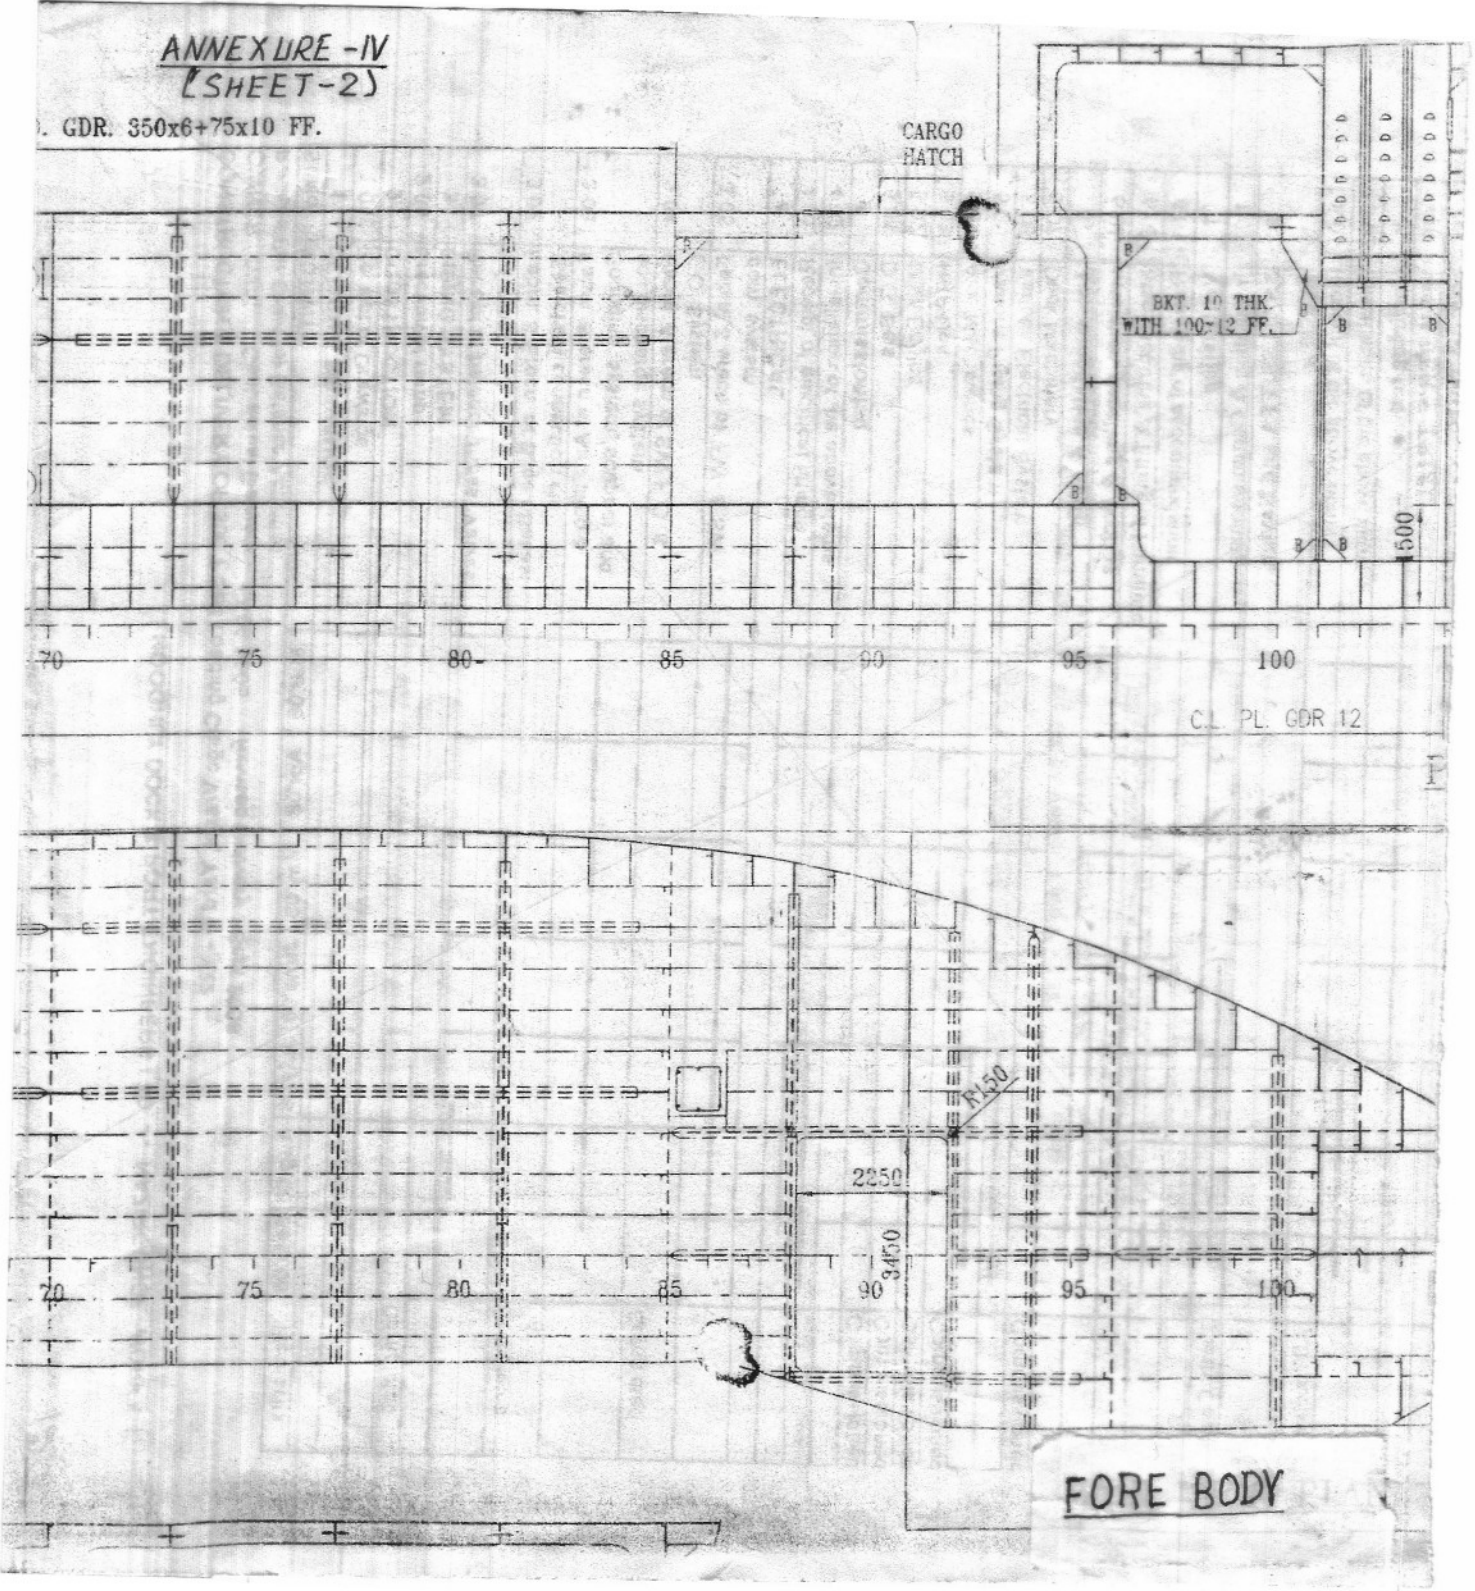 ANNEXURE-IV
(SHEET-2)
. GDR. 350x6+75x10 FF.
CARGO
HATCH
B
B
BKT. 10 THK.
WITH 100×12 FF.
B
B
B
B
B
B
B
1500
70 75 80 85 90 95 100
C.L. PL. GDR 12
R150
2250
3450
70 75 80 85 90 95 100
FORE BODY